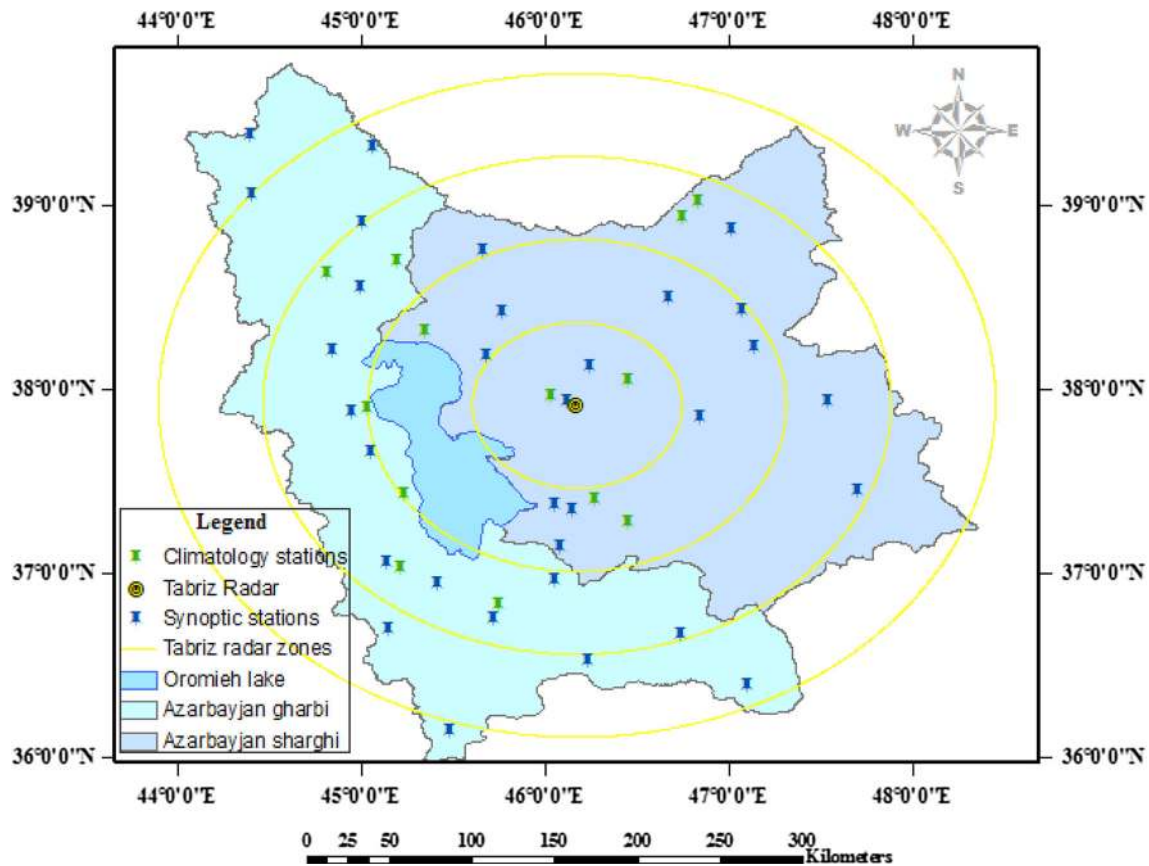 44°0'0"E 45°0'0"E 46°0'0"E 47°0'0"E 48°0'0"E
N
W E
S
39°0'0"N 39°0'0"N
38°0'0"N 38°0'0"N
37°0'0"N 37°0'0"N
36°0'0"N 36°0'0"N
Legend
Climatology stations
Tabriz Radar
Synoptic stations
Tabriz radar zones
Oromieh lake
Azarbayjan gharbi
Azarbayjan sharghi
44°0'0"E 45°0'0"E 46°0'0"E 47°0'0"E 48°0'0"E
0 25 50 100 150 200 250 300
Kilometers